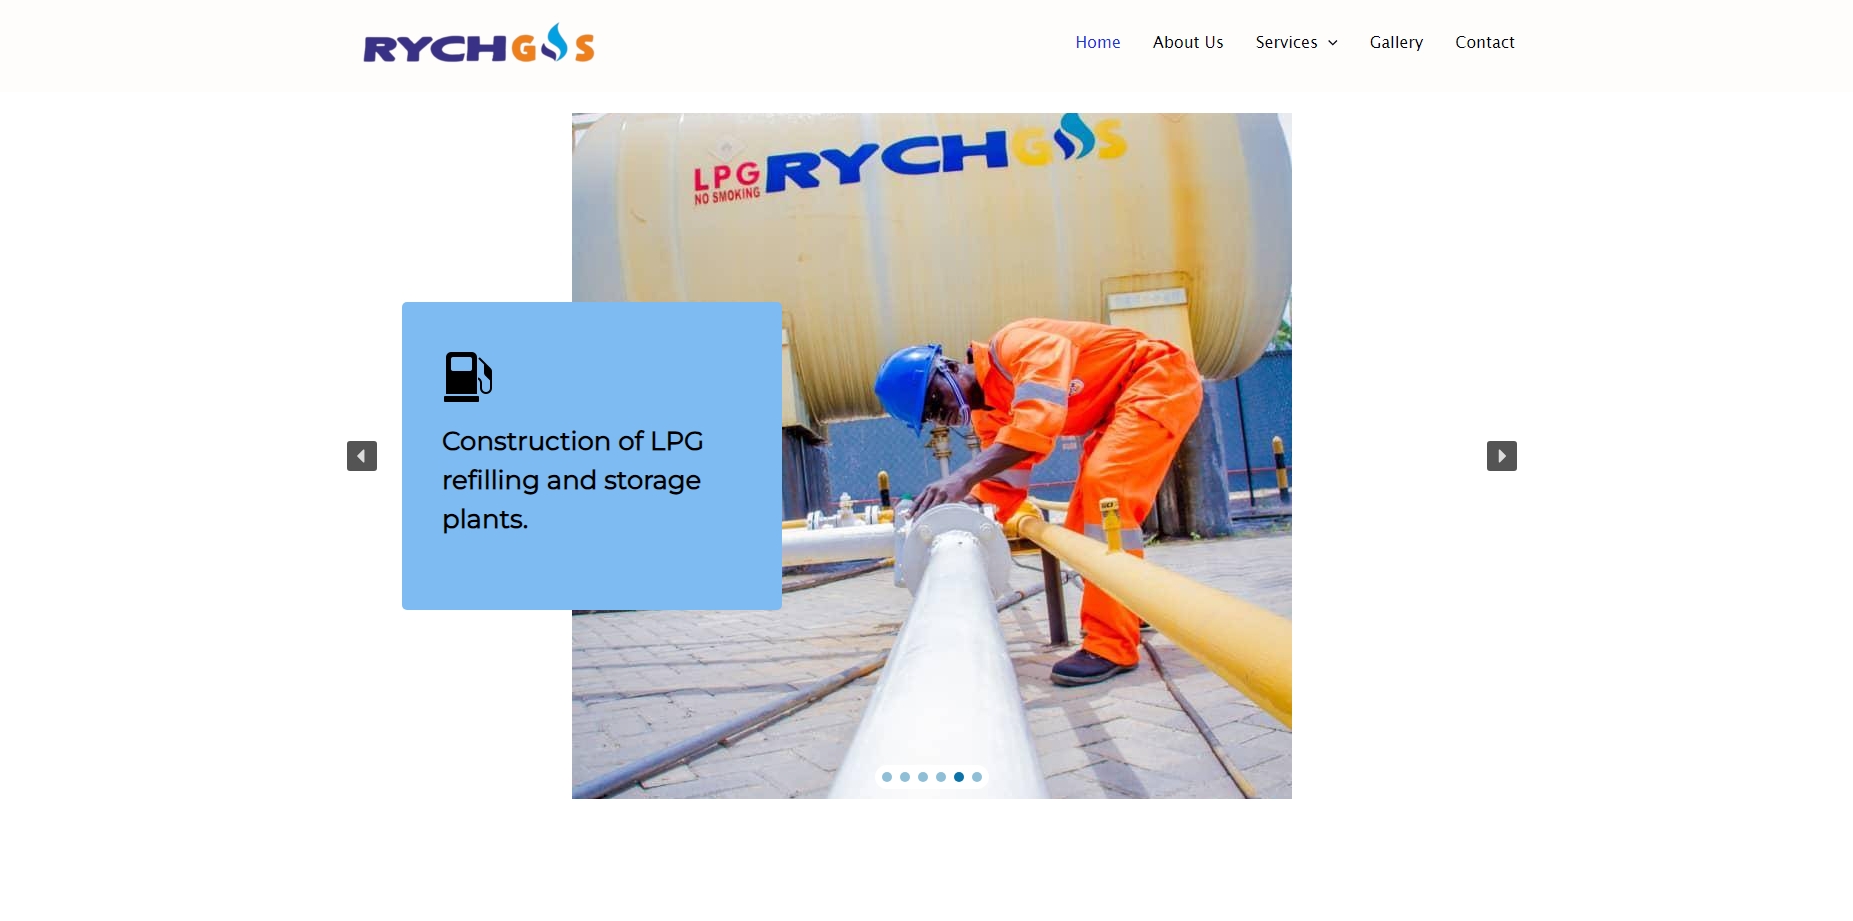 RYCHGAS
Home
About Us
Services
Gallery
Contact
LPG
NO SMOKING
RYCHGAS
Construction of LPG
refilling and storage
plants.